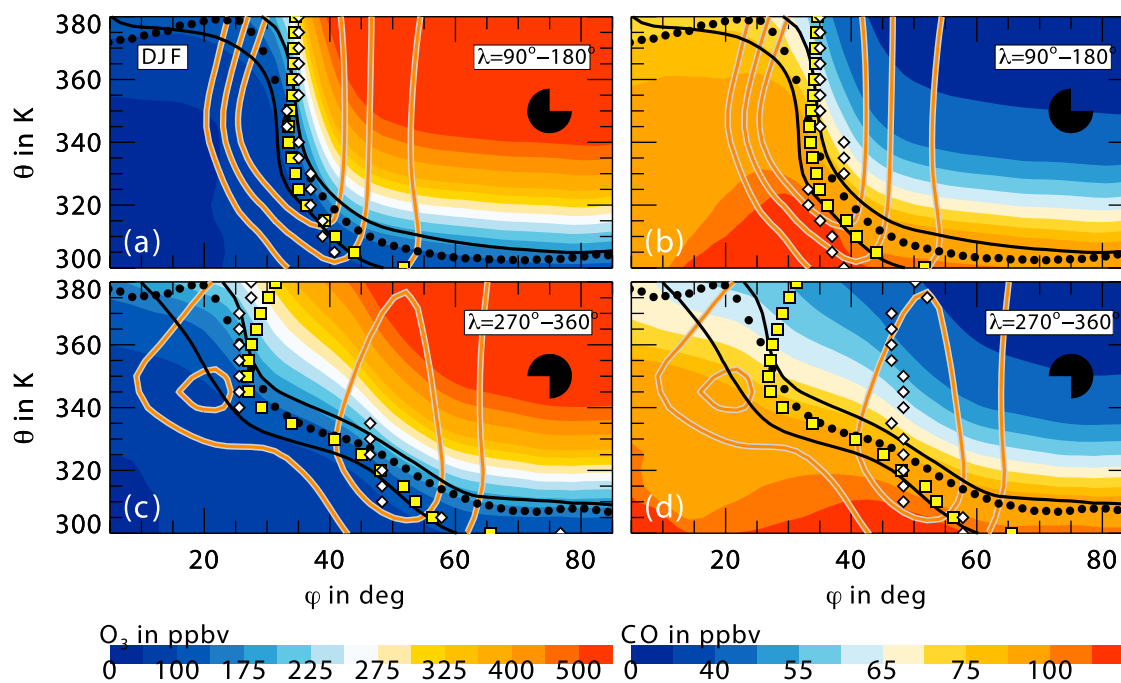 380
360
340
320
300
θ in K
DJF
λ=90°−180°
(a)
λ=90°−180°
(b)
380
360
340
320
300
θ in K
λ=270°−360°
(c)
λ=270°−360°
(d)
20 40 60 80
φ in deg
20 40 60 80
φ in deg
O₃ in ppbv
0 100 175 225 275 325 400 500
CO in ppbv
0 40 55 65 75 100